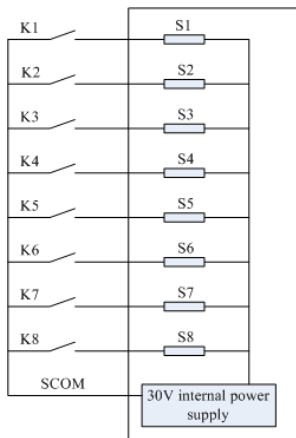 K1 S1
K2 S2
K3 S3
K4 S4
K5 S5
K6 S6
K7 S7
K8 S8
SCOM
30V internal power
supply